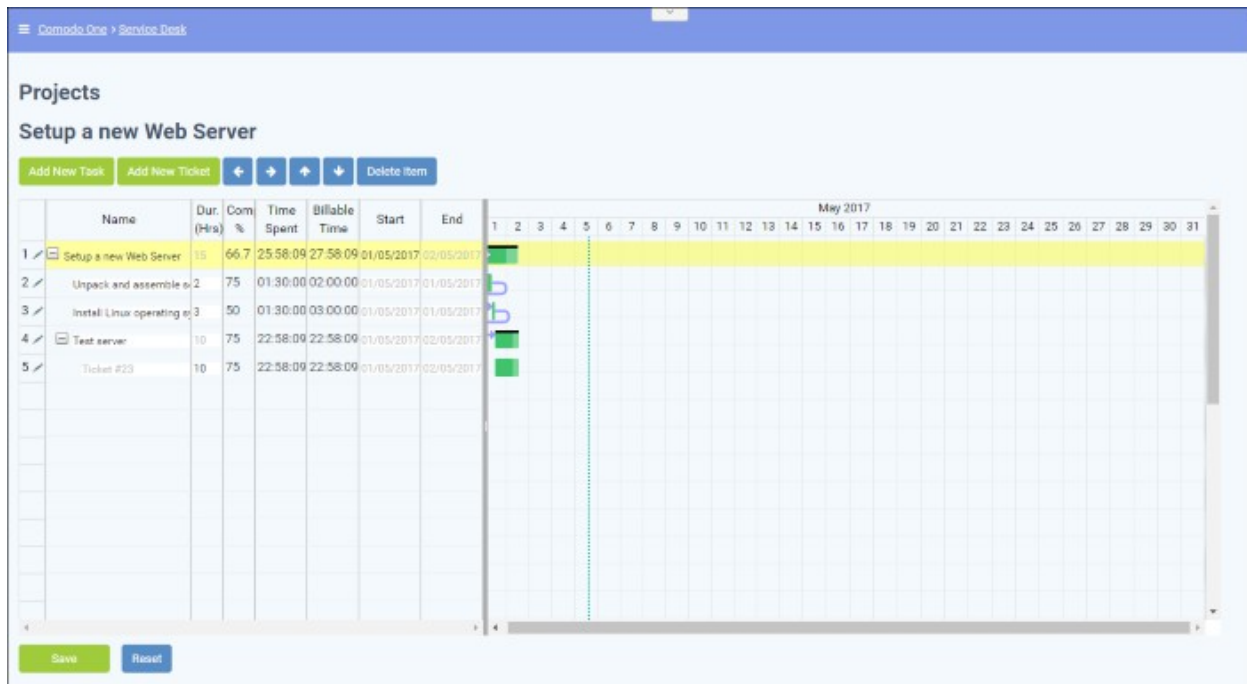 Comodo One > Service Desk
Projects
Setup a new Web Server
Add New Task Add New Ticket Delete Item
Name Dur. (Hrs) Com % Time Spent Billable Time Start End
May 2017
1 2 3 4 5 6 7 8 9 10 11 12 13 14 15 16 17 18 19 20 21 22 23 24 25 26 27 28 29 30 31
1 Setup a new Web Server 15 66.7 25:58:09 27:58:09 01/05/2017 02/05/2017
2 Unpack and assemble s 2 75 01:30:00 02:00:00 01/05/2017 01/05/2017
3 Install Linux operating sy 3 50 01:30:00 03:00:00 01/05/2017 01/05/2017
4 Test server 10 75 22:58:09 22:58:09 01/05/2017 02/05/2017
5 Ticket #23 10 75 22:58:09 22:58:09 01/05/2017 02/05/2017
Save Reset